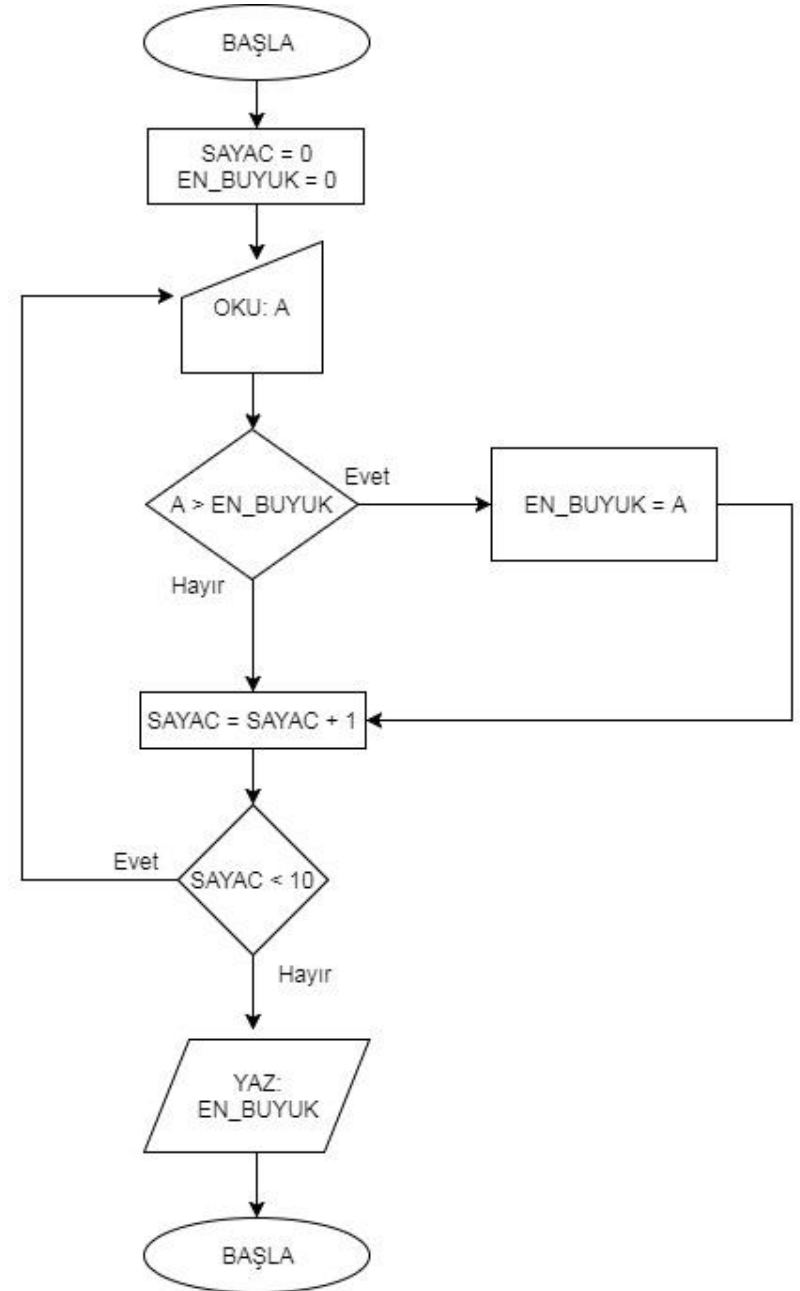 BAŞLA
SAYAC = 0
EN_BUYUK = 0
OKU: A
A > EN_BUYUK
Evet
EN_BUYUK = A
Hayır
SAYAC = SAYAC + 1
Evet
SAYAC < 10
Hayır
YAZ:
EN_BUYUK
BAŞLA